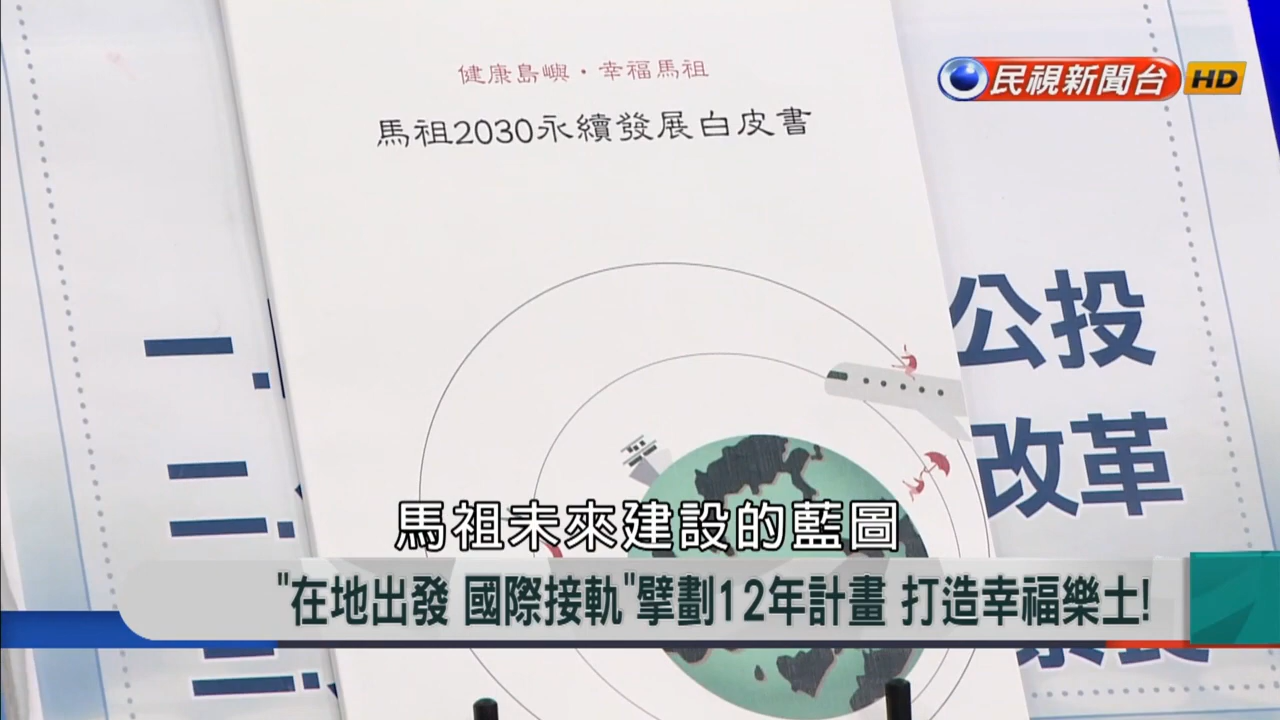 健康島嶼·幸福馬祖
馬祖2030永續發展白皮書
民視新聞台 HD
一.
公投
二、
改革
三.
馬祖未來建設的藍圖
"在地出發 國際接軌"擘劃12年計畫 打造幸福樂土!